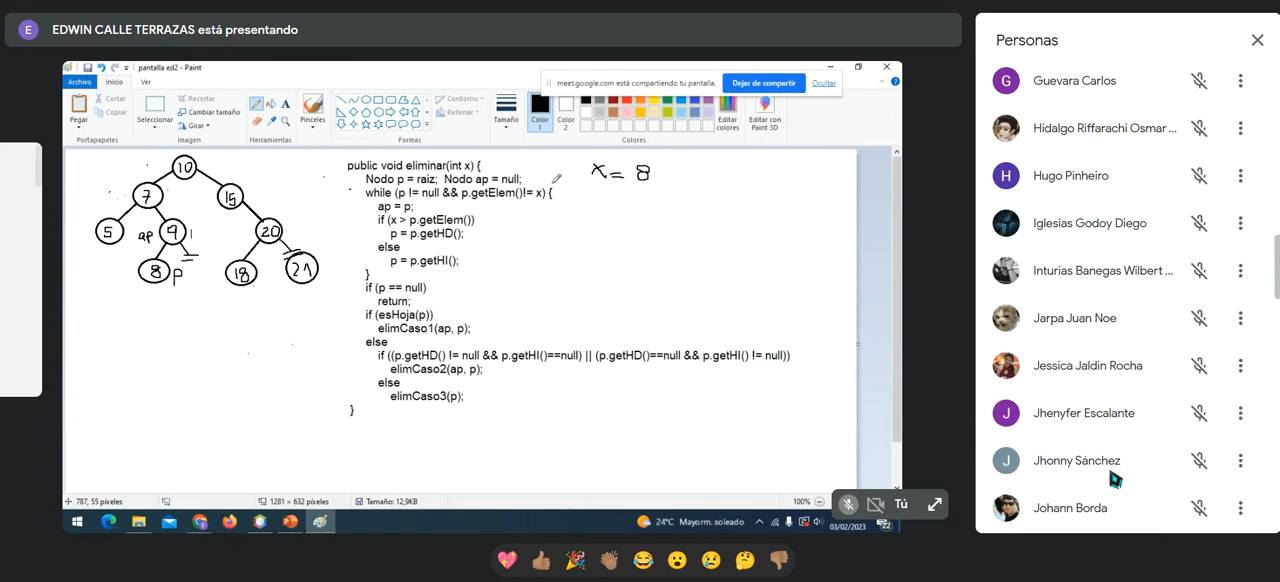 E EDWIN CALLE TERRAZAS está presentando
pantalla ed2 - Paint
Archivo Inicio Ver
meet.google.com está compartiendo tu pantalla. Dejar de compartir Ocultar
Pegar
Cortar
Copiar
Portapapeles
Seleccionar
Recortar
Cambiar tamaño
Girar
Imagen
Herramientas
Pinceles
Contorno
Rellenar
Formas
Tamaño
Color 1
Color 2
Colores
Editar colores
Editar con Paint 3D
10
7 15
5 ap 9 20
8 p 18 21
public void eliminar(int x) {
Nodo p = raiz; Nodo ap = null;
while (p != null && p.getElem()!= x) {
ap = p;
if (x > p.getElem())
p = p.getHD();
else
p = p.getHI();
}
if (p == null)
return;
if (esHoja(p))
elimCaso1(ap, p);
else
if ((p.getHD() != null && p.getHI()==null) || (p.getHD()==null && p.getHI() != null))
elimCaso2(ap, p);
else
elimCaso3(p);
}
x = 8
787, 55 píxeles
1281 × 632 píxeles
Tamaño: 12,9KB
100%
24°C Mayorm. soleado
03/02/2023
22
Tú
Personas
G Guevara Carlos
Hidalgo Riffarachi Osmar ...
H Hugo Pinheiro
Iglesias Godoy Diego
Inturias Banegas Wilbert ...
Jarpa Juan Noe
Jessica Jaldin Rocha
J Jhenyfer Escalante
J Jhonny Sánchez
Johann Borda